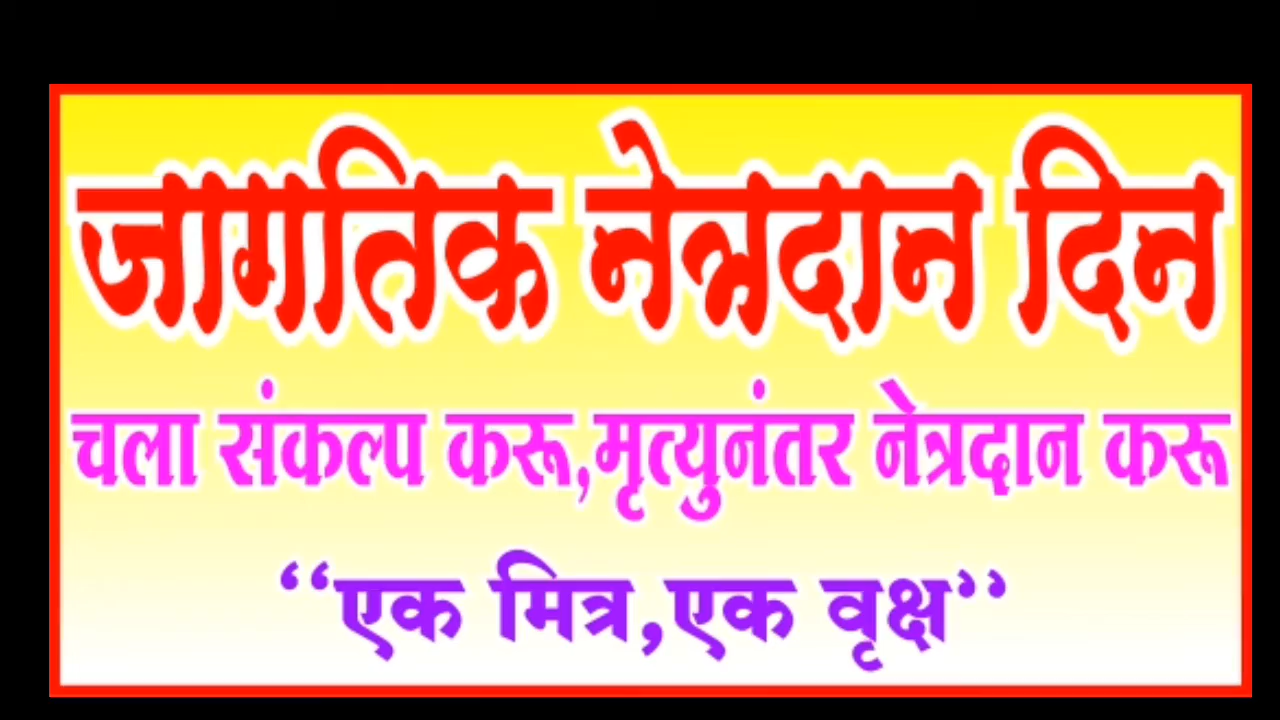 जागतिक नेत्रदान दिन
चला संकल्प करू,मृत्युनंतर नेत्रदान करू
“एक मित्र,एक वृक्ष”